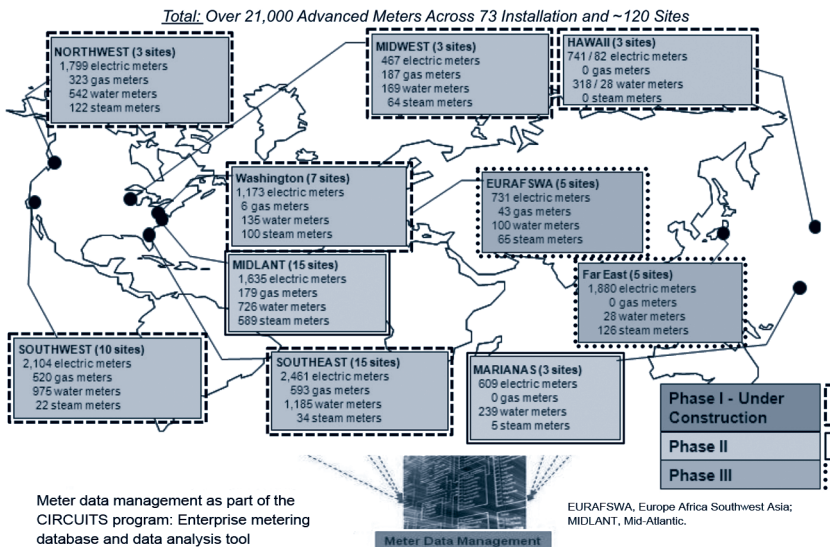 Total: Over 21,000 Advanced Meters Across 73 Installation and ~120 Sites
NORTHWEST (3 sites)
1,799 electric meters
323 gas meters
542 water meters
122 steam meters
MIDWEST (3 sites)
467 electric meters
187 gas meters
169 water meters
64 steam meters
HAWAII (3 sites)
741 / 82 electric meters
0 gas meters
318 / 28 water meters
0 steam meters
Washington (7 sites)
1,173 electric meters
6 gas meters
135 water meters
100 steam meters
EURAFSWA (5 sites)
731 electric meters
43 gas meters
100 water meters
65 steam meters
MIDLANT (15 sites)
1,635 electric meters
179 gas meters
726 water meters
589 steam meters
Far East (5 sites)
1,880 electric meters
0 gas meters
28 water meters
126 steam meters
SOUTHWEST (10 sites)
2,104 electric meters
520 gas meters
975 water meters
22 steam meters
SOUTHEAST (15 sites)
2,461 electric meters
593 gas meters
1,185 water meters
34 steam meters
MARIANAS (3 sites)
609 electric meters
0 gas meters
239 water meters
5 steam meters
Phase I - Under
Construction
Phase II
Phase III
Meter data management as part of the
CIRCUITS program: Enterprise metering
database and data analysis tool
Meter Data Management
EURAFSWA, Europe Africa Southwest Asia;
MIDLANT, Mid-Atlantic.